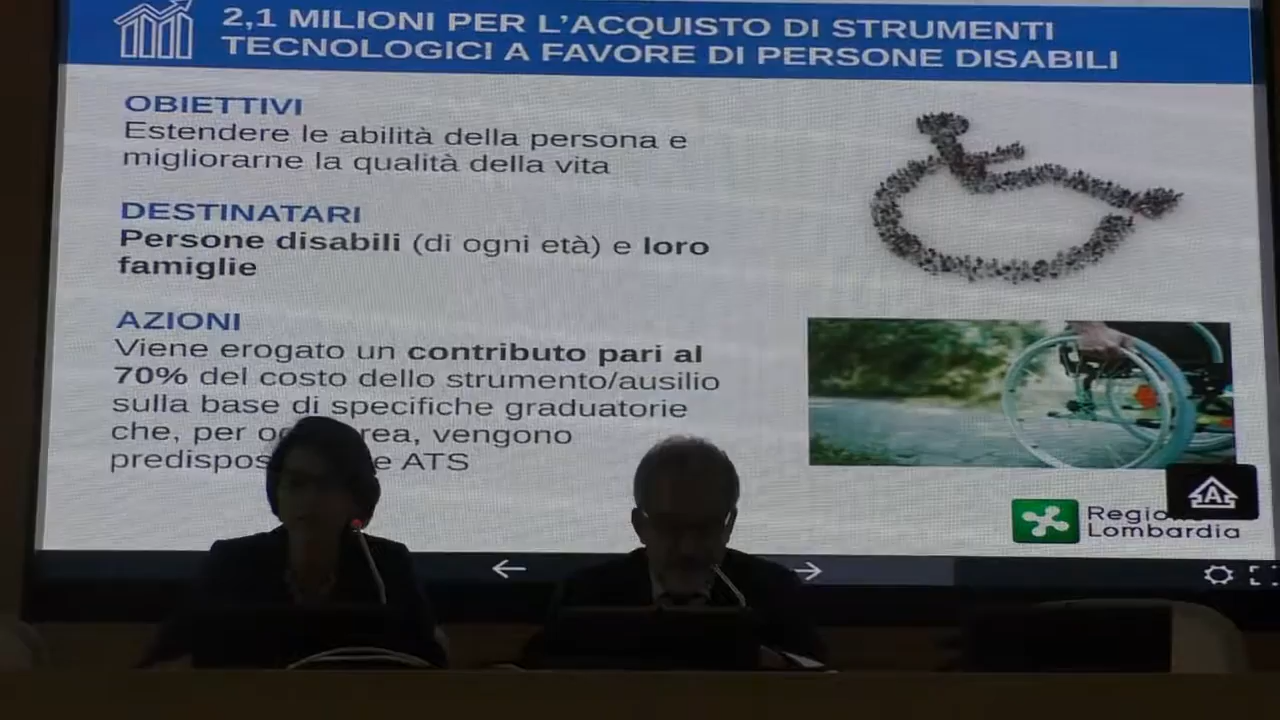 2,1 MILIONI PER L'ACQUISTO DI STRUMENTI
TECNOLOGICI A FAVORE DI PERSONE DISABILI
OBIETTIVI
Estendere le abilità della persona e
migliorarne la qualità della vita
DESTINATARI
Persone disabili (di ogni età) e loro
famiglie
AZIONI
Viene erogato un contributo pari al
70% del costo dello strumento/ausilio
sulla base di specifiche graduatorie
che, per vengono
ATS
A
Lombardia